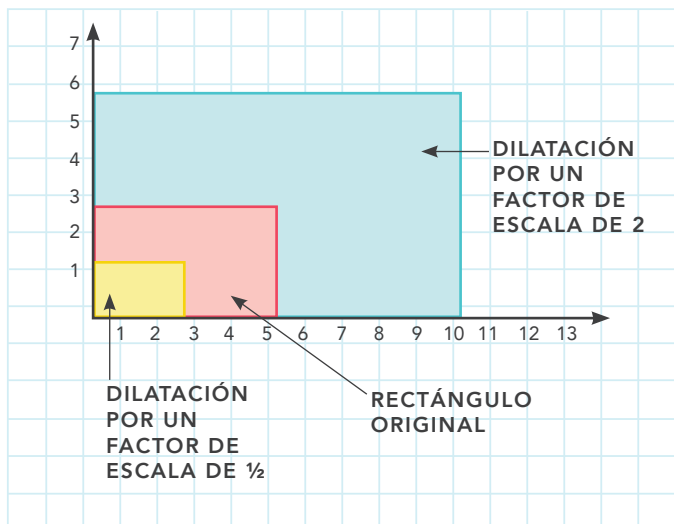 7
6
5
4
3
2
1
1 2 3 4 5 6 7 8 9 10 11 12 13
DILATACIÓN
POR UN
FACTOR DE
ESCALA DE 2
DILATACIÓN
POR UN
FACTOR DE
ESCALA DE ½
RECTÁNGULO
ORIGINAL